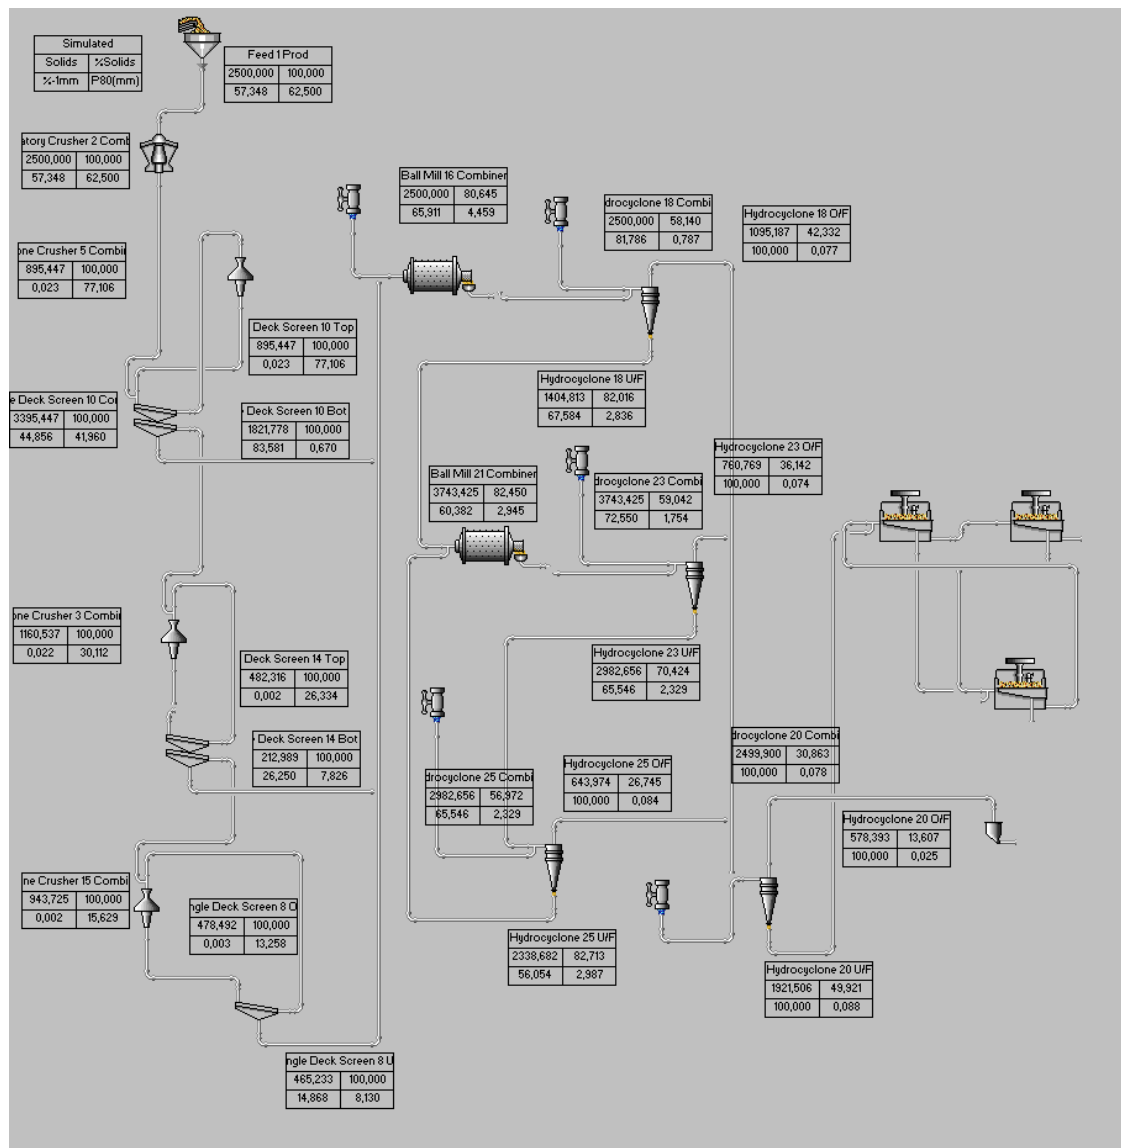 Simulated
Solids %Solids
%-1mm P80(mm)
Feed 1 Prod
2500,000 100,000
57,348 62,500
atory Crusher 2 Comb
2500,000 100,000
57,348 62,500
one Crusher 5 Combi
895,447 100,000
0,023 77,106
Deck Screen 10 Top
895,447 100,000
0,023 77,106
e Deck Screen 10 Co
3395,447 100,000
44,856 41,960
Deck Screen 10 Bot
1821,778 100,000
83,581 0,670
one Crusher 3 Combi
1160,537 100,000
0,022 30,112
Deck Screen 14 Top
482,316 100,000
0,002 26,334
Deck Screen 14 Bot
212,989 100,000
26,250 7,826
ne Crusher 15 Combi
943,725 100,000
0,002 15,629
ngle Deck Screen 8 O
478,492 100,000
0,003 13,258
ngle Deck Screen 8 U
465,233 100,000
14,868 8,130
Ball Mill 16 Combiner
2500,000 80,645
65,911 4,459
drocyclone 18 Combi
2500,000 58,140
81,786 0,787
Hydrocyclone 18 O/F
1095,187 42,332
100,000 0,077
Hydrocyclone 18 U/F
1404,813 82,016
67,584 2,836
Ball Mill 21 Combiner
3743,425 82,450
60,382 2,945
drocyclone 23 Combi
3743,425 59,042
72,550 1,754
Hydrocyclone 23 O/F
760,769 36,142
100,000 0,074
Hydrocyclone 23 U/F
2982,656 70,424
65,546 2,329
drocyclone 25 Combi
2982,656 56,972
65,546 2,329
Hydrocyclone 25 O/F
643,974 26,745
100,000 0,084
Hydrocyclone 25 U/F
2338,682 82,713
56,054 2,987
drocyclone 20 Combi
2499,900 30,863
100,000 0,078
Hydrocyclone 20 O/F
578,393 13,607
100,000 0,025
Hydrocyclone 20 U/F
1921,506 49,921
100,000 0,088